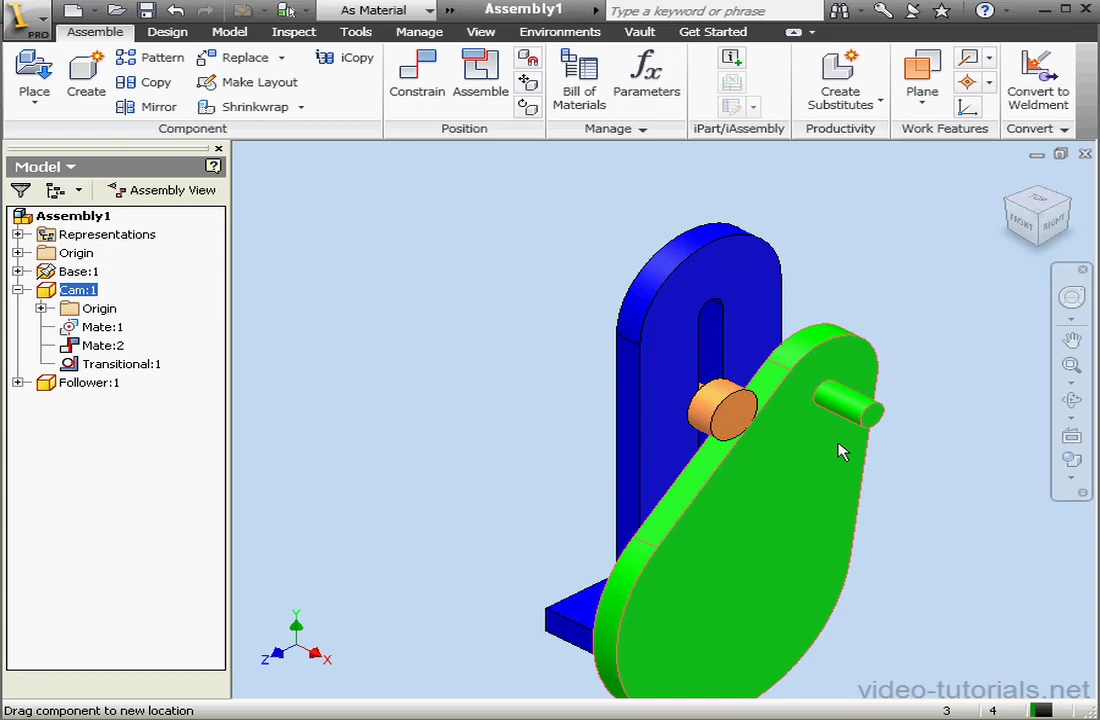 As Material
Assembly1
Type a keyword or phrase
PRO
Assemble
Design
Model
Inspect
Tools
Manage
View
Environments
Vault
Get Started
Place
Create
Pattern
Copy
Mirror
Replace
Make Layout
Shrinkwrap
iCopy
Component
Constrain
Assemble
Position
Bill of
Materials
fx
Parameters
Manage
iPart/iAssembly
Create
Substitutes
Productivity
Plane
Work Features
Convert to
Weldment
Convert
Model
Assembly View
Assembly1
Representations
Origin
Base:1
Cam:1
Origin
Mate:1
Mate:2
Transitional:1
Follower:1
TOP
FRONT
RIGHT
Y
Z
X
video-tutorials.net
Drag component to new location
3
4